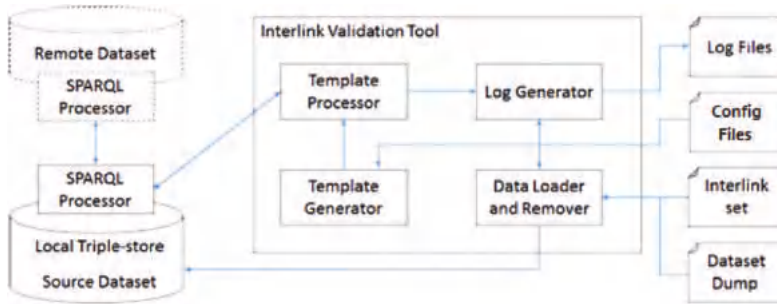 Remote Dataset
SPARQL
Processor
SPARQL
Processor
Local Triple-store
Source Dataset
Interlink Validation Tool
Template
Processor
Log Generator
Template
Generator
Data Loader
and Remover
Log Files
Config
Files
Interlink
set
Dataset
Dump